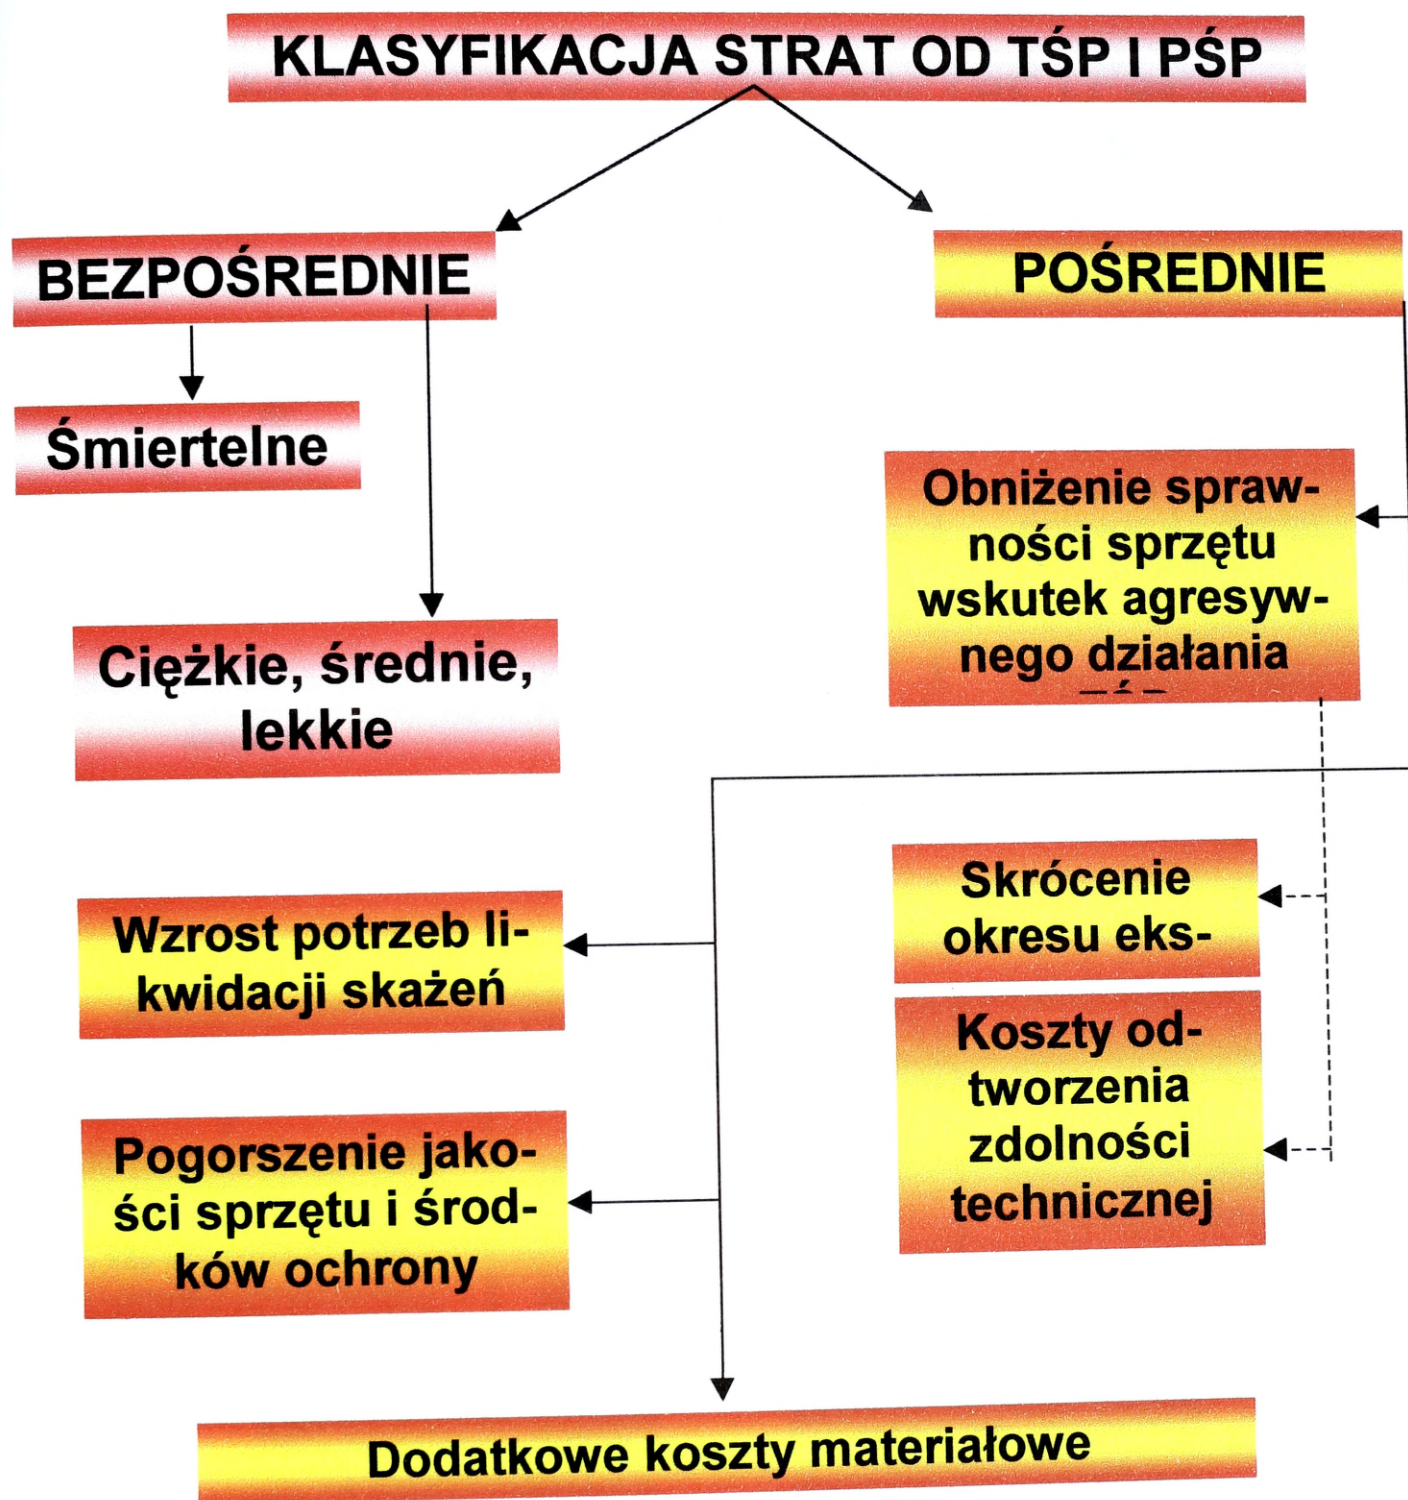 KLASYFIKACJA STRAT OD TŚP I PŚP
BEZPOŚREDNIE
POŚREDNIE
Śmiertelne
Obniżenie spraw-
ności sprzętu
wskutek agresyw-
nego działania
Ciężkie, średnie,
lekkie
Skrócenie
okresu eks-
Wzrost potrzeb li-
kwidacji skażeń
Koszty od-
tworzenia
zdolności
technicznej
Pogorszenie jako-
ści sprzętu i środ-
ków ochrony
Dodatkowe koszty materiałowe